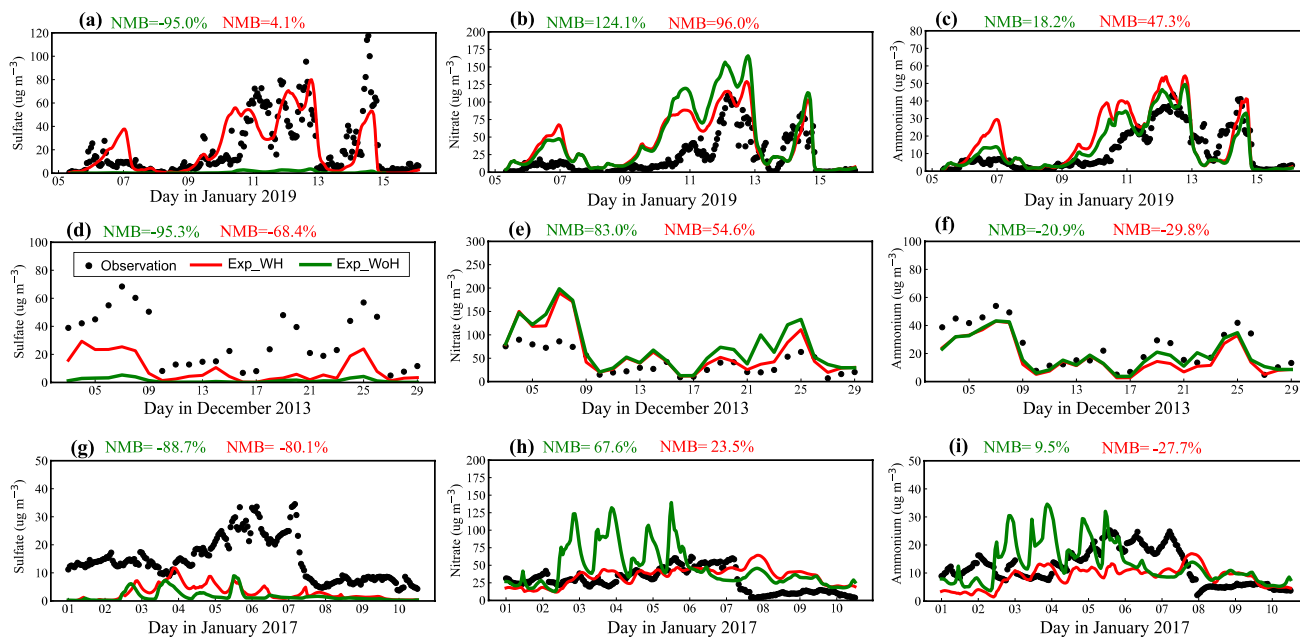 (a) NMB=-95.0% NMB=4.1%
Sulfate (ug m−3)
120
100
80
60
40
20
0
05 07 09 11 13 15
Day in January 2019
(b) NMB=124.1% NMB=96.0%
Nitrate (ug m−3)
200
175
150
125
100
75
50
25
0
05 07 09 11 13 15
Day in January 2019
(c) NMB=18.2% NMB=47.3%
Ammonium (ug m−3)
80
70
60
50
40
30
20
10
0
05 07 09 11 13 15
Day in January 2019
(d) NMB=-95.3% NMB=-68.4%
Sulfate (ug m−3)
100
80
60
40
20
0
Observation Exp_WH Exp_WoH
05 09 13 17 21 25 29
Day in December 2013
(e) NMB=83.0% NMB=54.6%
Nitrate (ug m−3)
300
250
200
150
100
50
0
05 09 13 17 21 25 29
Day in December 2013
(f) NMB=-20.9% NMB=-29.8%
Ammonium (ug m−3)
100
80
60
40
20
0
05 09 13 17 21 25 29
Day in December 2013
(g) NMB= -88.7% NMB= -80.1%
Sulfate (ug m−3)
50
40
30
20
10
0
01 02 03 04 05 06 07 08 09 10
Day in January 2017
(h) NMB= 67.6% NMB= 23.5%
Nitrate (ug m−3)
200
175
150
125
100
75
50
25
0
01 02 03 04 05 06 07 08 09 10
Day in January 2017
(i) NMB= 9.5% NMB= -27.7%
Ammonium (ug m−3)
50
40
30
20
10
0
01 02 03 04 05 06 07 08 09 10
Day in January 2017